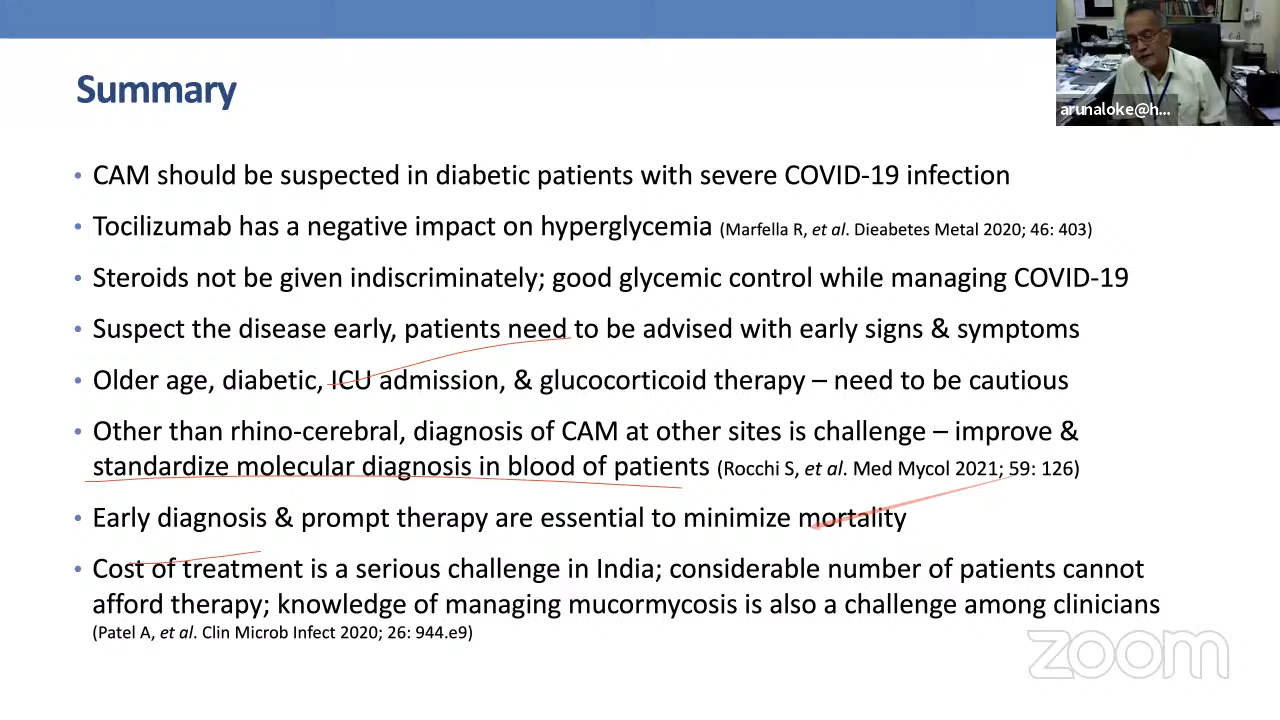 arunaloke@h...
Summary
• CAM should be suspected in diabetic patients with severe COVID-19 infection
• Tocilizumab has a negative impact on hyperglycemia (Marfella R, et al. Dieabetes Metal 2020; 46: 403)
• Steroids not be given indiscriminately; good glycemic control while managing COVID-19
• Suspect the disease early, patients need to be advised with early signs & symptoms
• Older age, diabetic, ICU admission, & glucocorticoid therapy – need to be cautious
• Other than rhino-cerebral, diagnosis of CAM at other sites is challenge – improve &
standardize molecular diagnosis in blood of patients (Rocchi S, et al. Med Mycol 2021; 59: 126)
• Early diagnosis & prompt therapy are essential to minimize mortality
• Cost of treatment is a serious challenge in India; considerable number of patients cannot
afford therapy; knowledge of managing mucormycosis is also a challenge among clinicians
(Patel A, et al. Clin Microb Infect 2020; 26: 944.e9)
zoom